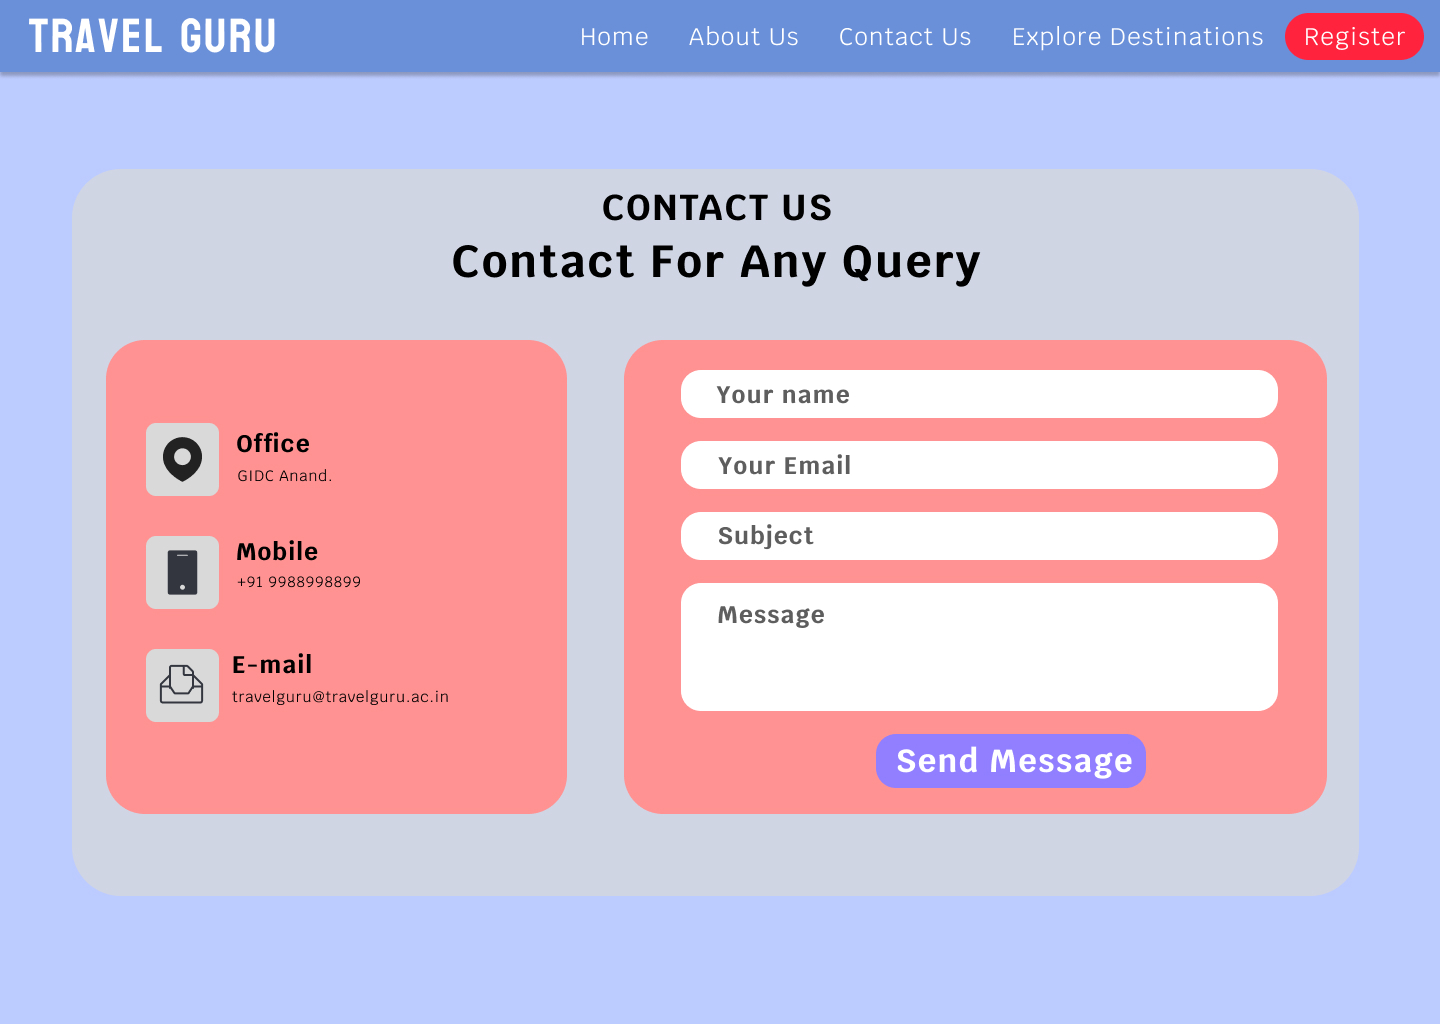 TRAVEL GURU
Home
About Us
Contact Us
Explore Destinations
Register
CONTACT US
Contact For Any Query
Office
GIDC Anand.
Mobile
+91 9988998899
E-mail
travelguru@travelguru.ac.in
Your name
Your Email
Subject
Message
Send Message